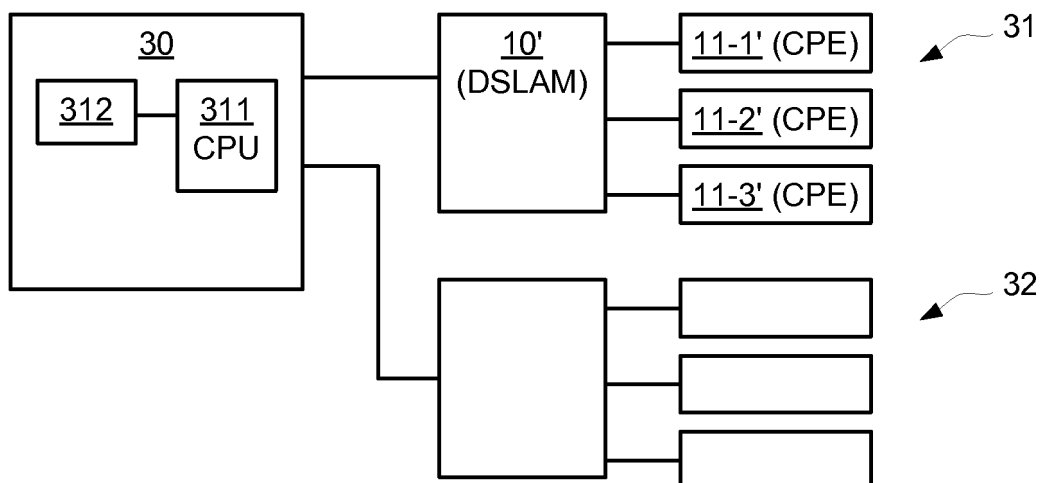 30
312
311
CPU
10'
(DSLAM)
11-1' (CPE)
11-2' (CPE)
11-3' (CPE)
31
32